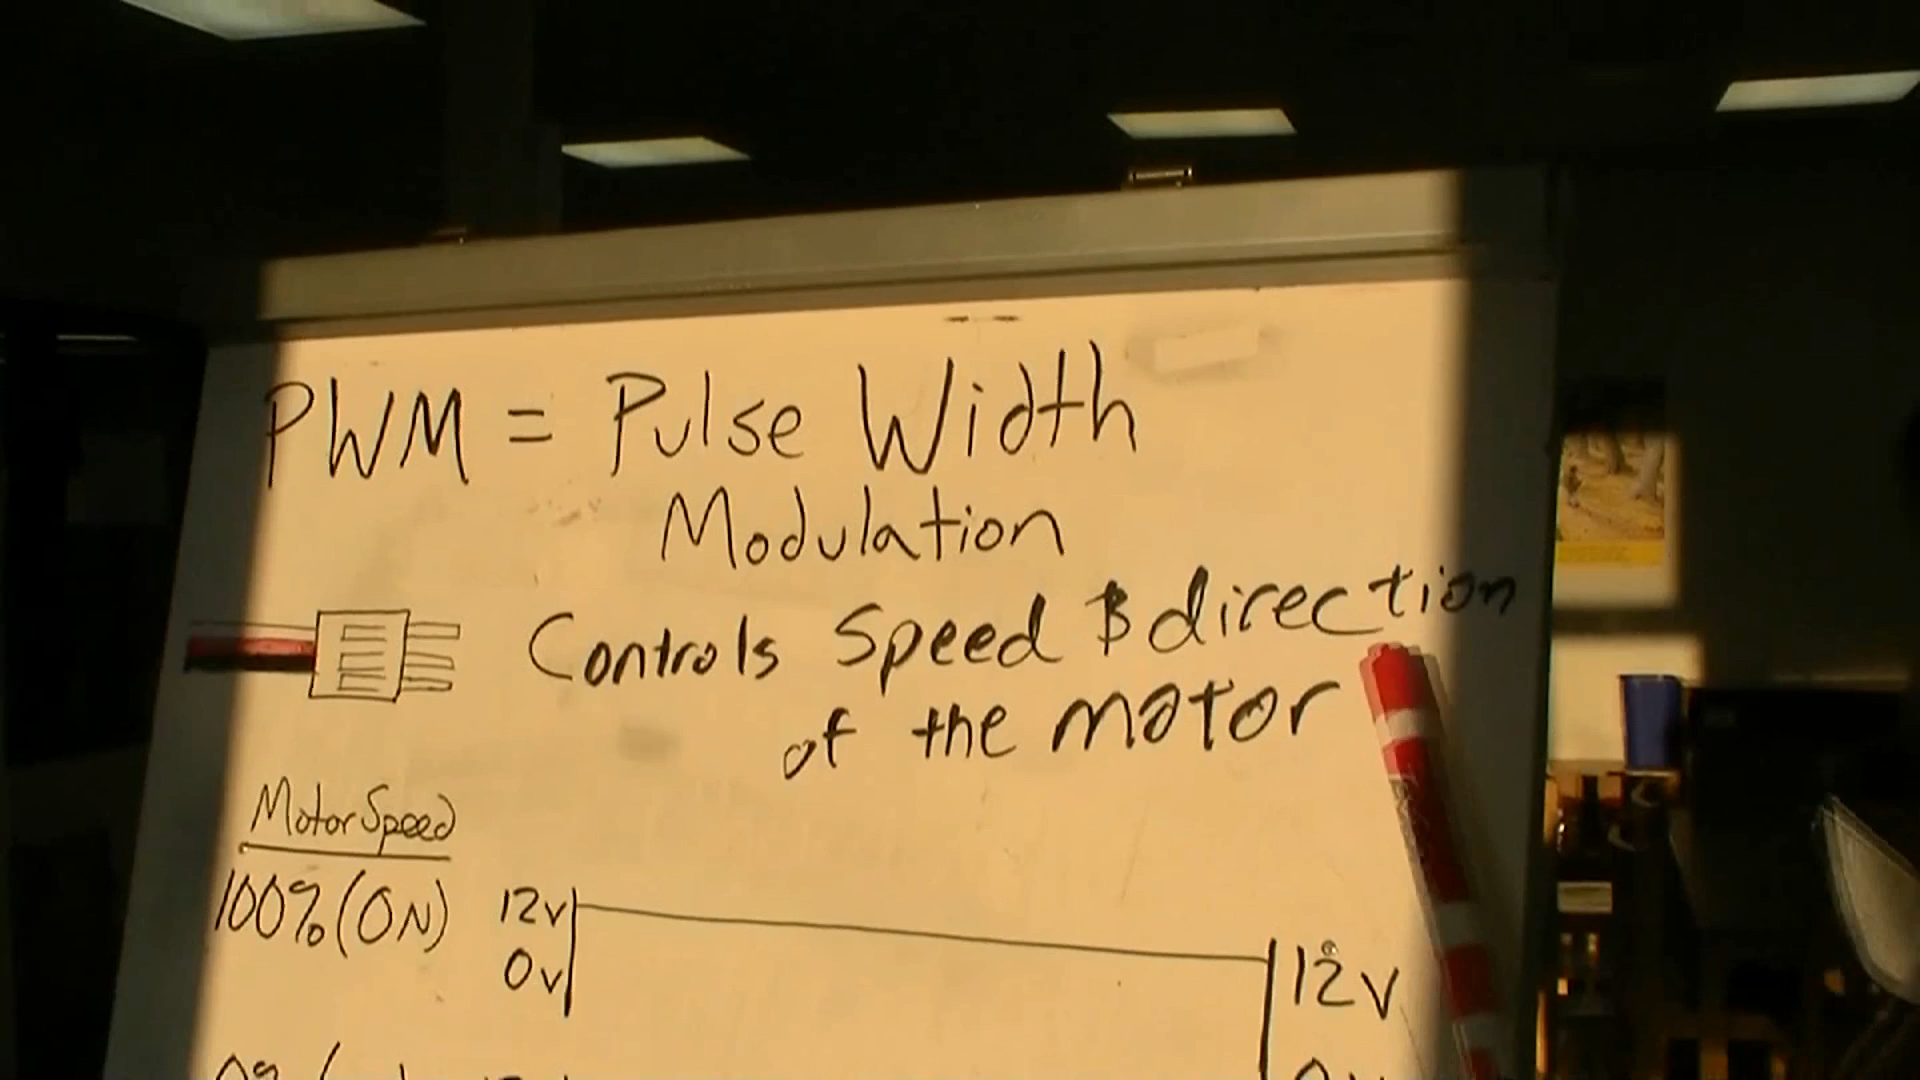 PWM = Pulse Width
Modulation
Controls Speed & direction
of the motor
Motor Speed
100% (ON) 12v 12v
0v